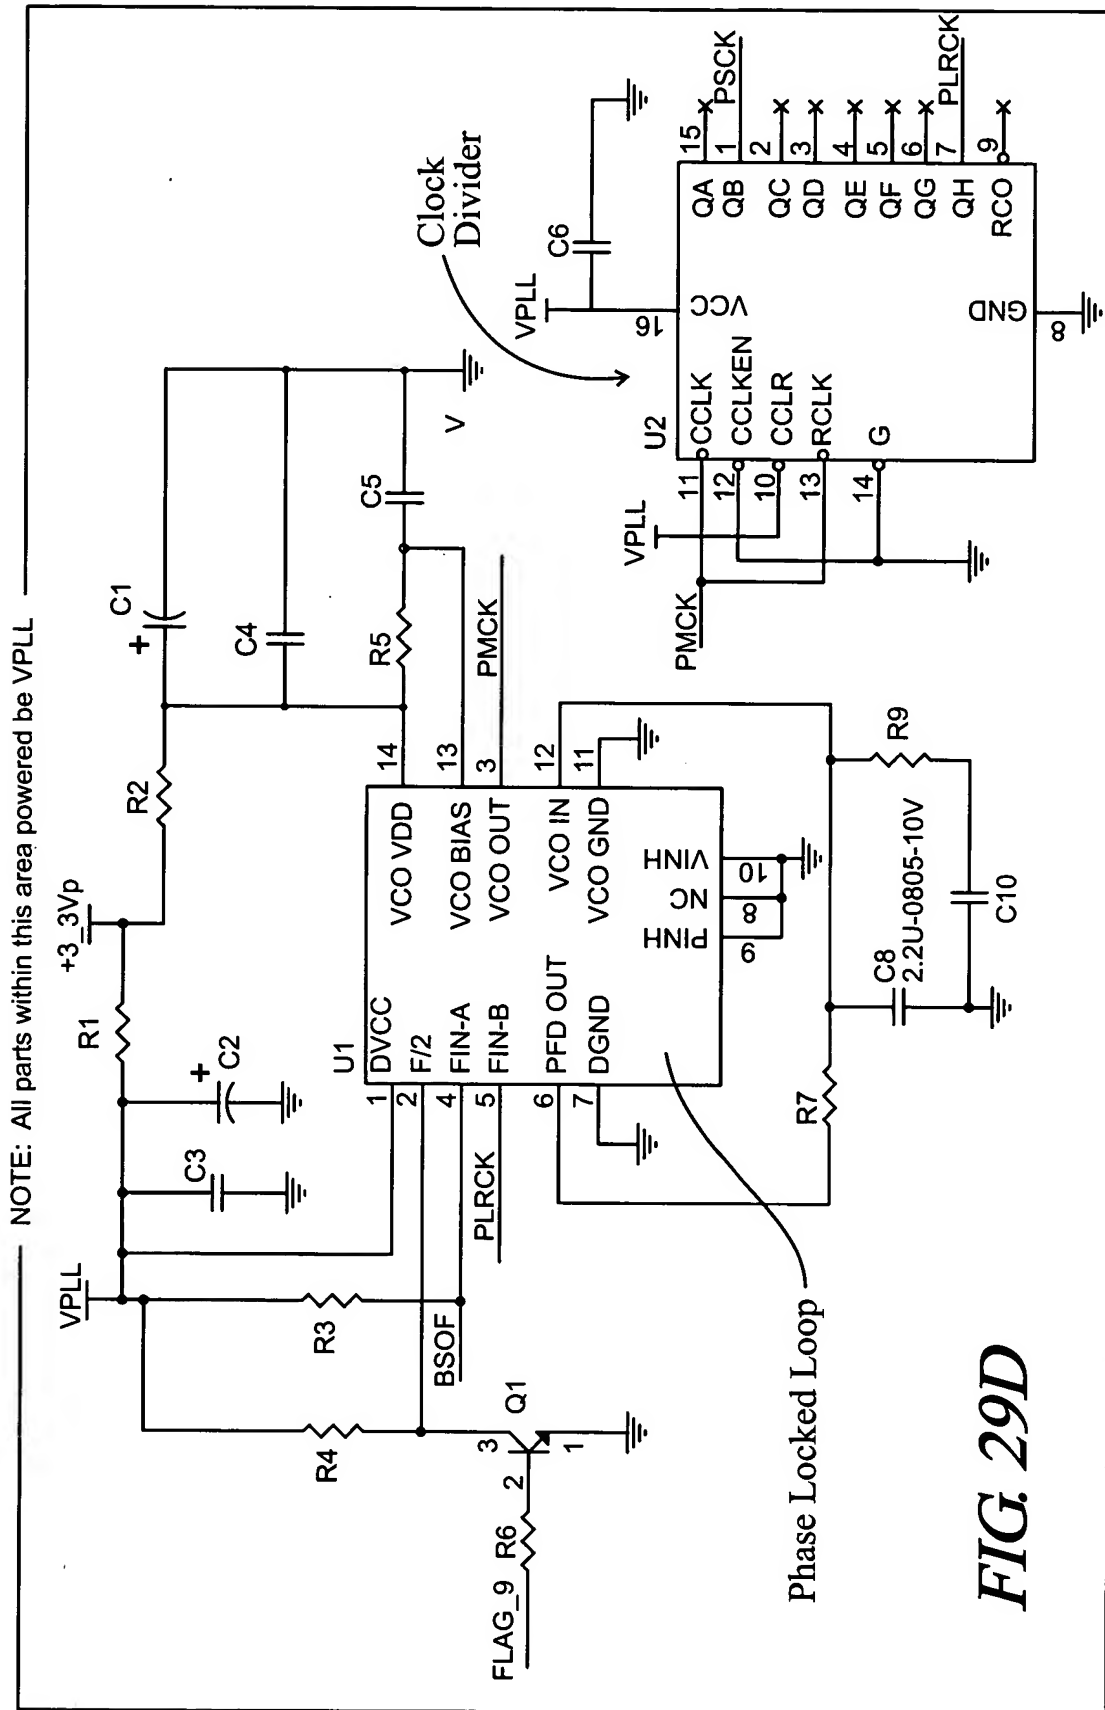 NOTE: All parts within this area powered be VPLL
VPLL
+3_3Vp
R1
C3
+
C2
R2
+
C1
C4
R5
C5
V
R4
R3
BSOF
FLAG_9
R6
2
3
1
Q1
PLRCK
U1
1
2
4
5
6
7
DVCC
F/2
FIN-A
FIN-B
PFD OUT
DGND
VCO VDD
VCO BIAS
VCO OUT
VCO IN
VCO GND
14
13
3
12
11
PMCK
PINH
NC
VINH
9
8
10
R7
C8
2.2U-0805-10V
R9
C10
Phase Locked Loop
Clock
Divider
VPLL
C6
16
U2
VCC
VPLL
PMCK
11
12
10
13
14
CCLK
CCLKEN
CCLR
RCLK
G
GND
8
QA
QB
QC
QD
QE
QF
QG
QH
RCO
15
1
2
3
4
5
6
7
9
PSCK
PLRCK
FIG. 29D